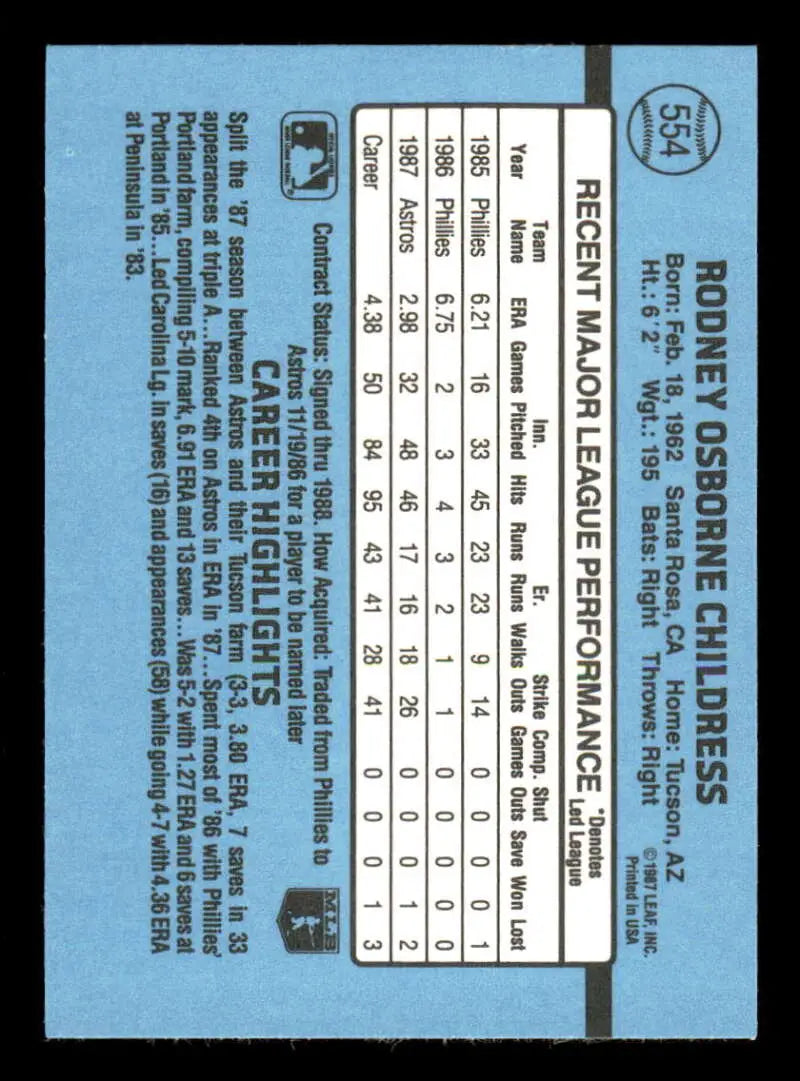 554
RODNEY OSBORNE CHILDRESS
Born: Feb. 18, 1962 Santa Rosa, CA Home: Tucson, AZ
Ht.: 6'2" Wgt.: 195 Bats: Right Throws: Right
©1987 LEAF, INC.
Printed in USA
RECENT MAJOR LEAGUE PERFORMANCE
*Denotes
Led League
Team Inn. Er. Strike Comp. Shut
Year Name ERA Games Pitched Hits Runs Runs Walks Outs Games Outs Save Won Lost
1985 Phillies 6.21 16 33 45 23 23 9 14 0 0 0 0 1
1986 Phillies 6.75 2 3 4 3 2 1 1 0 0 0 0 0
1987 Astros 2.98 32 48 46 17 16 18 26 0 0 0 1 2
Career 4.38 50 84 95 43 41 28 41 0 0 0 1 3
Contract Status: Signed thru 1988. How Acquired: Traded from Phillies to
Astros 11/19/86 for a player to be named later
MLB
CAREER HIGHLIGHTS
Split the '87 season between Astros and their Tucson farm (3-3, 3.80 ERA, 7 saves in 33
appearances at triple A...Ranked 4th on Astros in ERA in '87...Spent most of '86 with Phillies'
Portland farm, compiling 5-10 mark, 6.91 ERA and 13 saves...Was 5-2 with 1.27 ERA and 6 saves at
Portland in '85...Led Carolina Lg. in saves (16) and appearances (58) while going 4-7 with 4.36 ERA
at Peninsula in '83.